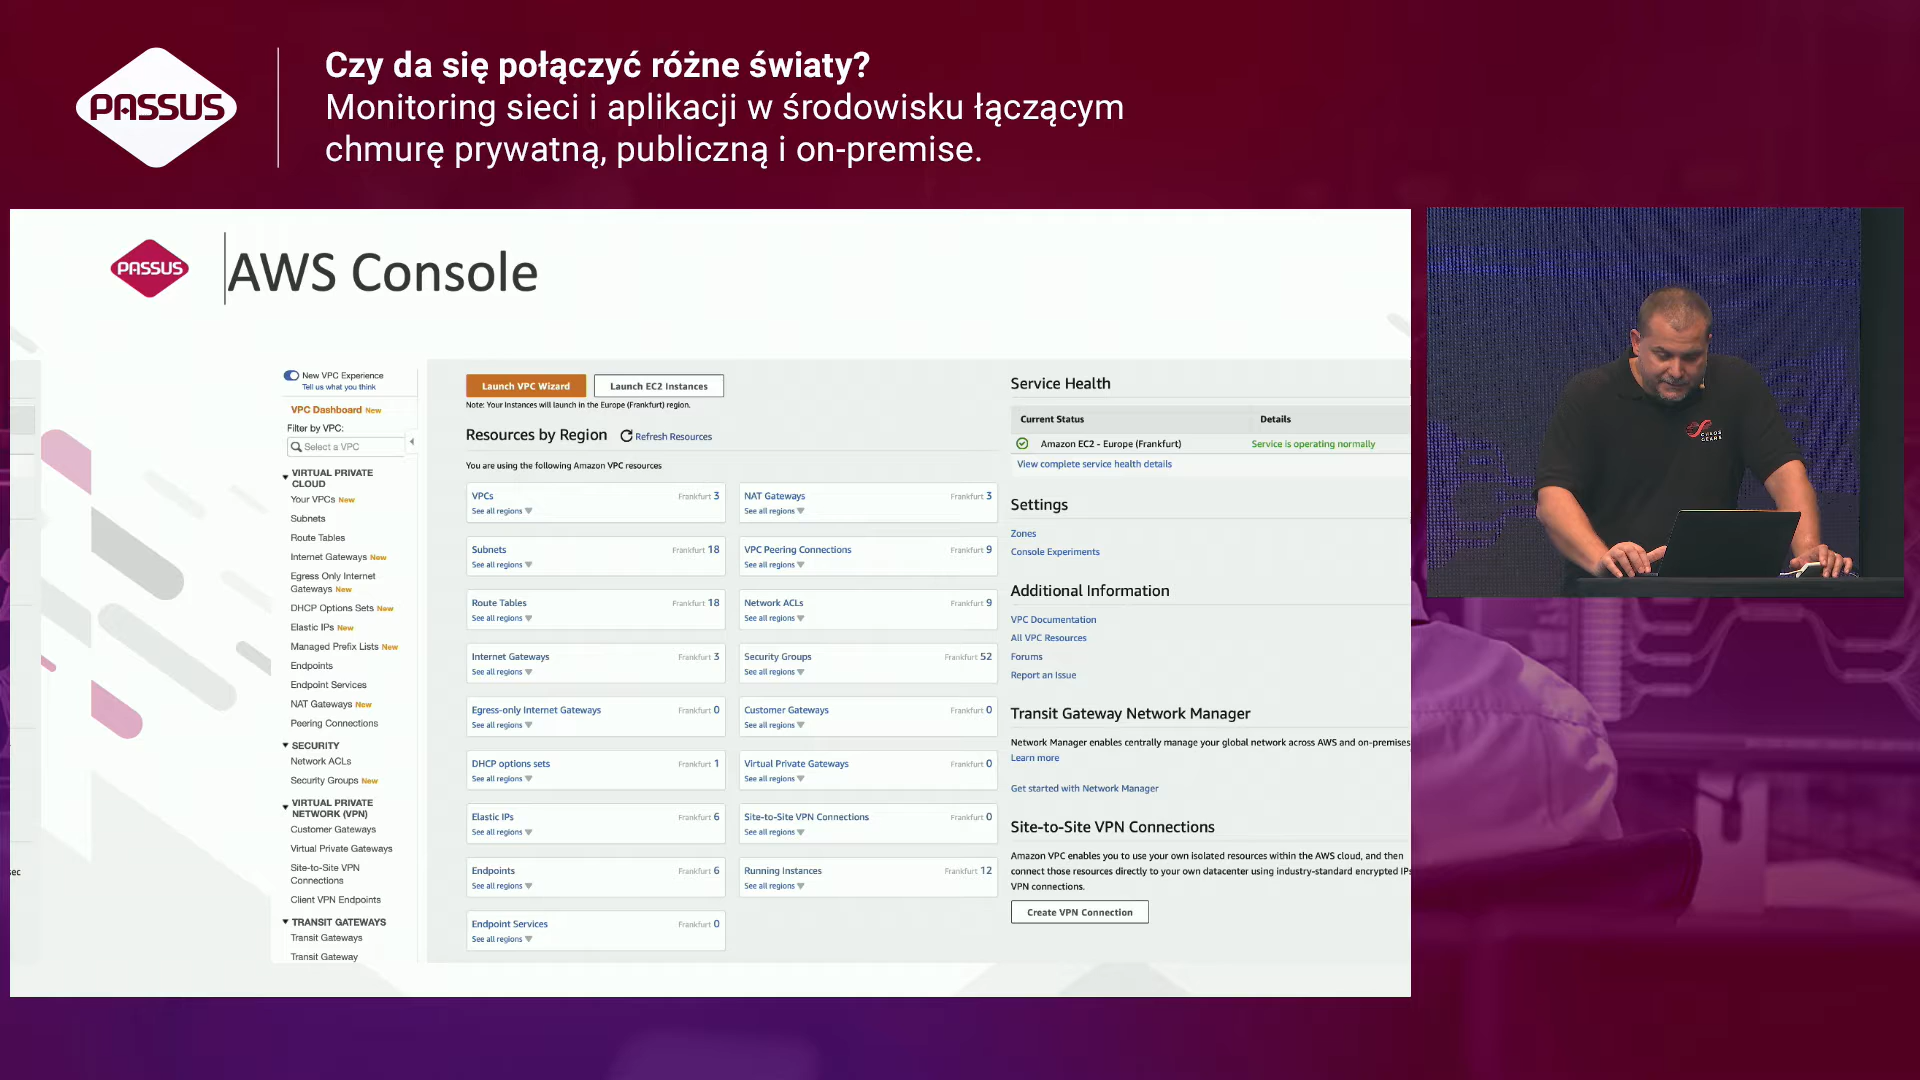 PASSUS
Czy da się połączyć różne światy?
Monitoring sieci i aplikacji w środowisku łączącym
chmurę prywatną, publiczną i on-premise.
PASSUS
AWS Console
New VPC Experience
Tell us what you think
VPC Dashboard New
Filter by VPC:
Select a VPC
VIRTUAL PRIVATE
CLOUD
Your VPCs New
Subnets
Route Tables
Internet Gateways New
Egress Only Internet
Gateways New
DHCP Options Sets New
Elastic IPs New
Managed Prefix Lists New
Endpoints
Endpoint Services
NAT Gateways New
Peering Connections
SECURITY
Network ACLs
Security Groups New
VIRTUAL PRIVATE
NETWORK (VPN)
Customer Gateways
Virtual Private Gateways
Site-to-Site VPN
Connections
Client VPN Endpoints
TRANSIT GATEWAYS
Transit Gateways
Transit Gateway
sec
Launch VPC Wizard
Launch EC2 Instances
Note: Your Instances will launch in the Europe (Frankfurt) region.
Resources by Region
Refresh Resources
You are using the following Amazon VPC resources
VPCs Frankfurt 3
See all regions
NAT Gateways Frankfurt 3
See all regions
Subnets Frankfurt 18
See all regions
VPC Peering Connections Frankfurt 9
See all regions
Route Tables Frankfurt 18
See all regions
Network ACLs Frankfurt 9
See all regions
Internet Gateways Frankfurt 3
See all regions
Security Groups Frankfurt 52
See all regions
Egress-only Internet Gateways Frankfurt 0
See all regions
Customer Gateways Frankfurt 0
See all regions
DHCP options sets Frankfurt 1
See all regions
Virtual Private Gateways Frankfurt 0
See all regions
Elastic IPs Frankfurt 6
See all regions
Site-to-Site VPN Connections Frankfurt 0
See all regions
Endpoints Frankfurt 6
See all regions
Running Instances Frankfurt 12
See all regions
Endpoint Services Frankfurt 0
See all regions
Service Health
Current Status Details
Amazon EC2 - Europe (Frankfurt) Service is operating normally
View complete service health details
Settings
Zones
Console Experiments
Additional Information
VPC Documentation
All VPC Resources
Forums
Report an Issue
Transit Gateway Network Manager
Network Manager enables centrally manage your global network across AWS and on-premises
Learn more
Get started with Network Manager
Site-to-Site VPN Connections
Amazon VPC enables you to use your own isolated resources within the AWS cloud, and then
connect those resources directly to your own datacenter using industry-standard encrypted IPs
VPN connections.
Create VPN Connection
CHAOS
GEARS